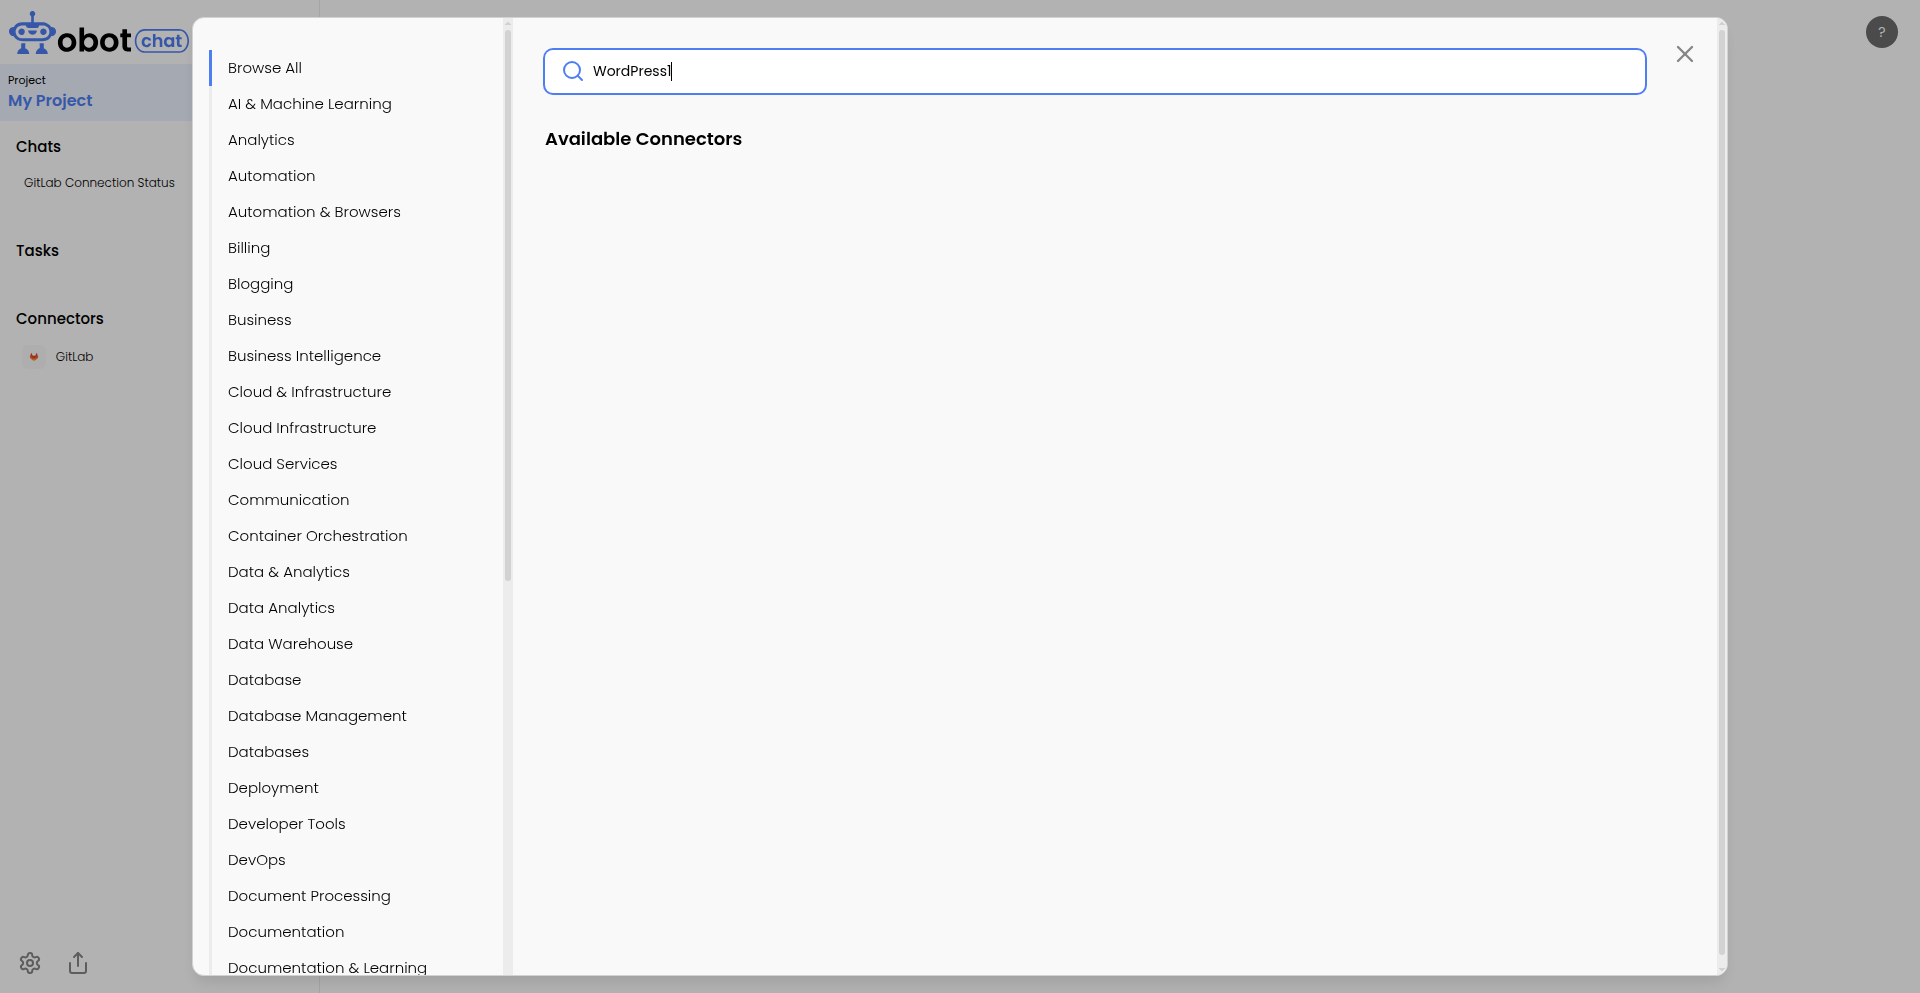 obot chat
Project
My Project
Chats
GitLab Connection Status
Tasks
Connectors
GitLab
Browse All
AI & Machine Learning
Analytics
Automation
Automation & Browsers
Billing
Blogging
Business
Business Intelligence
Cloud & Infrastructure
Cloud Infrastructure
Cloud Services
Communication
Container Orchestration
Data & Analytics
Data Analytics
Data Warehouse
Database
Database Management
Databases
Deployment
Developer Tools
DevOps
Document Processing
Documentation
Documentation & Learning
WordPress1
Available Connectors
?